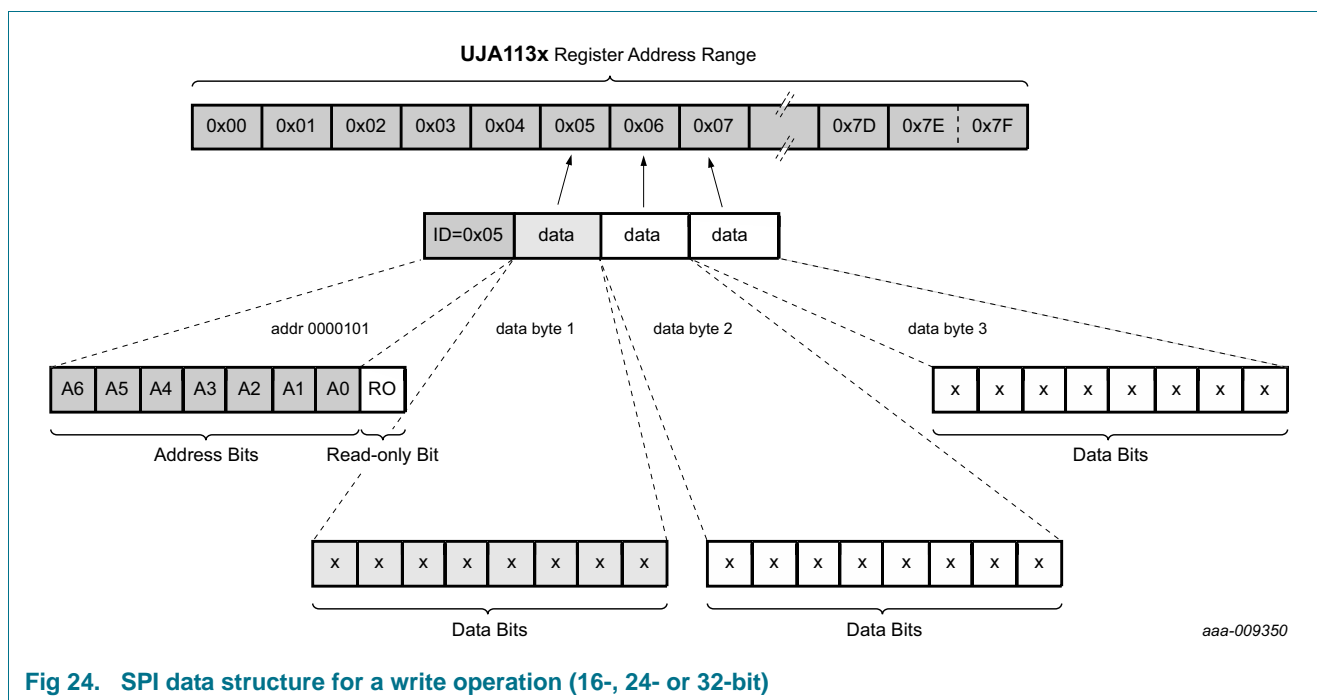 UJA113x Register Address Range
0x00 0x01 0x02 0x03 0x04 0x05 0x06 0x07 0x7D 0x7E 0x7F
ID=0x05 data data data
addr 0000101 data byte 1 data byte 2 data byte 3
A6 A5 A4 A3 A2 A1 A0 RO x x x x x x x x
Address Bits Read-only Bit Data Bits
x x x x x x x x x x x x x x x x
Data Bits Data Bits
aaa-009350
Fig 24. SPI data structure for a write operation (16-, 24- or 32-bit)